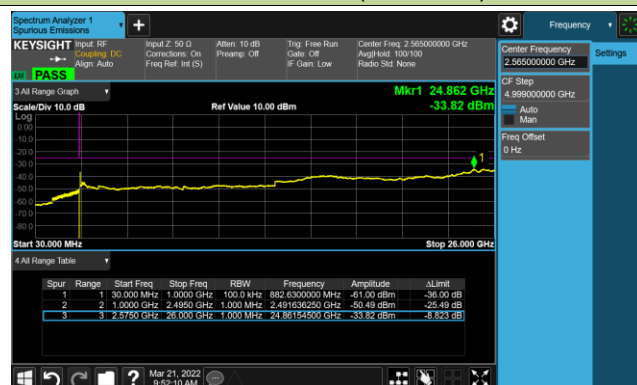 Spectrum Analyzer 1
Spurious Emissions
+
Frequency
KEYSIGHT
Input: RF
Coupling: DC
Align: Auto
Input Z: 50 Ω
Corrections: On
Freq Ref: Int (S)
Atten: 10 dB
Preamp: Off
Trig: Free Run
Gate: Off
IF Gain: Low
Center Freq: 2.565000000 GHz
Avg|Hold: 100/100
Radio Std: None
PASS
Center Frequency
2.565000000 GHz
Settings
CF Step
4.999000000 GHz
Auto
Man
Freq Offset
0 Hz
3 All Range Graph
Mkr1 24.862 GHz
Scale/Div 10.0 dB
Ref Value 10.00 dBm
-33.82 dBm
Log
0.00
-10.0
-20.0
-30.0
-40.0
-50.0
-60.0
-70.0
-80.0
1
Start 30.000 MHz
Stop 26.000 GHz
4 All Range Table
Spur Range Start Freq Stop Freq RBW Frequency Amplitude ΔLimit
1 1 30.000 MHz 1.0000 GHz 100.0 kHz 882.6300000 MHz -61.00 dBm -36.00 dB
2 2 1.0000 GHz 2.4950 GHz 1.000 MHz 2.491636250 GHz -50.49 dBm -25.49 dB
3 3 2.5750 GHz 26.000 GHz 1.000 MHz 24.86154500 GHz -33.82 dBm -8.823 dB
?
Mar 21, 2022
9:52:10 AM